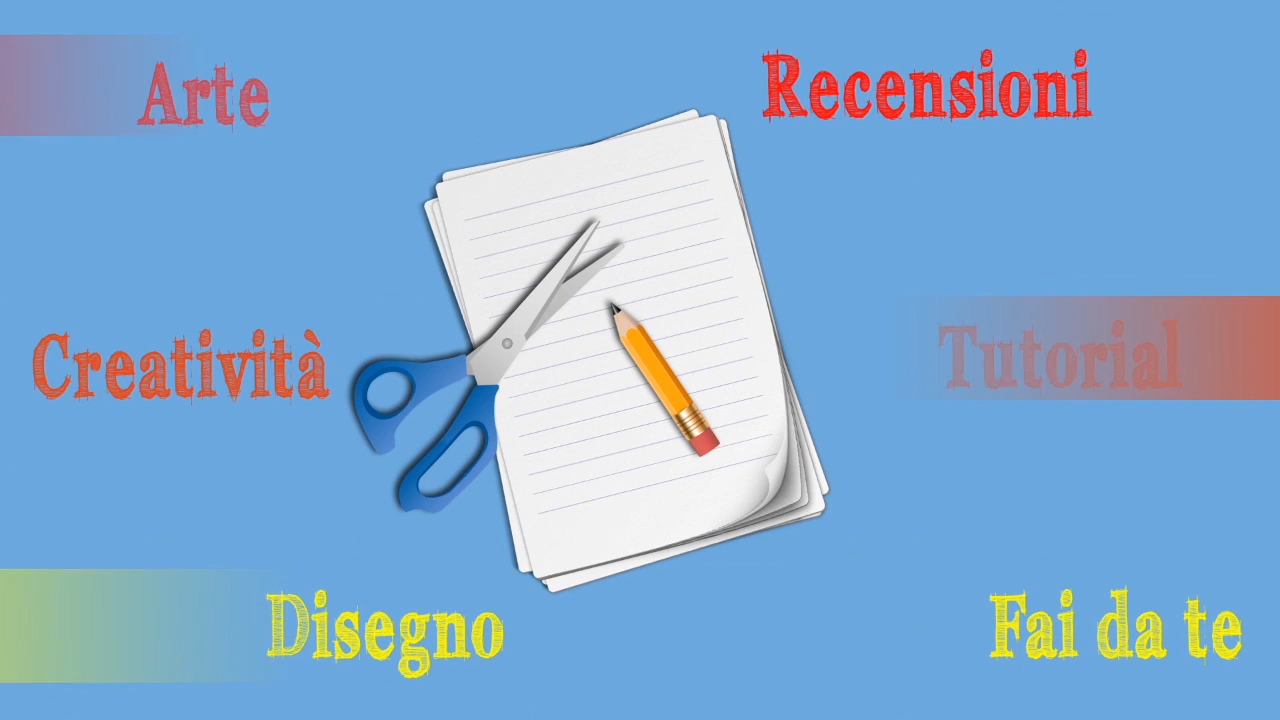 Arte
Recensioni
Creatività
Tutorial
Disegno
Fai da te